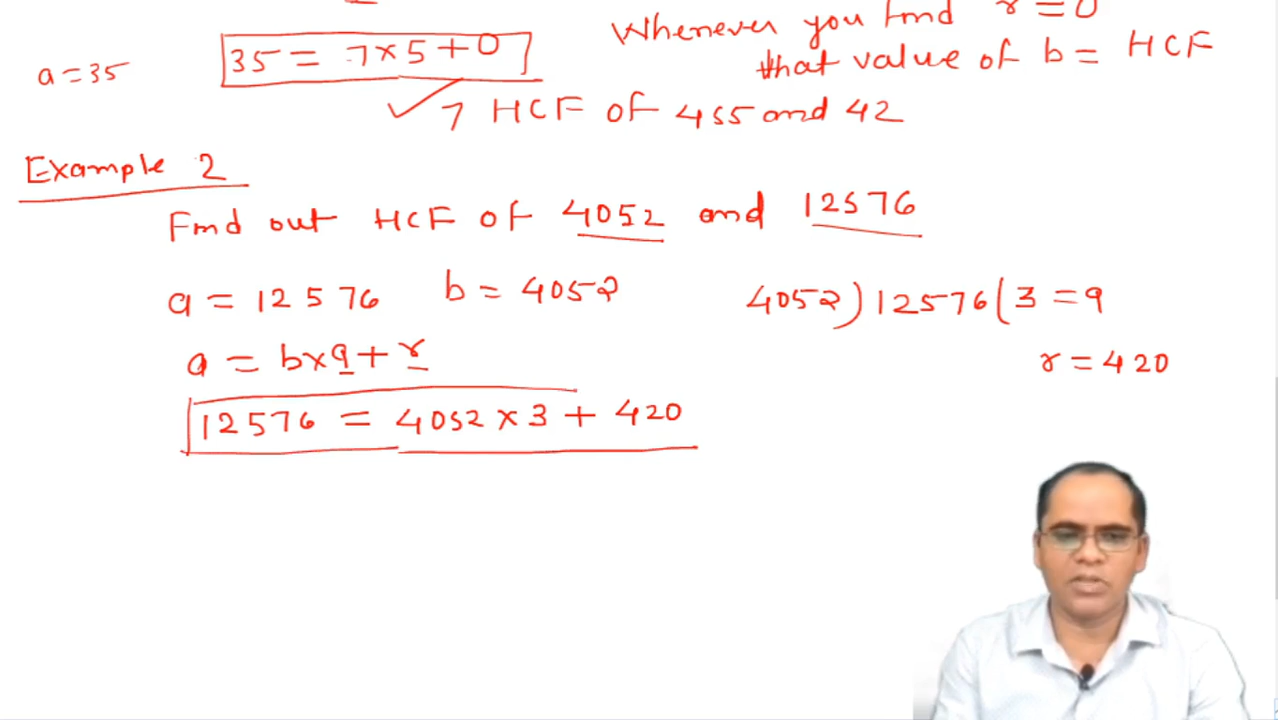 Whenever you find r = 0
a = 35
35 = 7 × 5 + 0
that value of b = HCF
7 HCF of 455 and 42
Example 2
Find out HCF of 4052 and 12576
a = 12576 b = 4052
4052 ) 12576 ( 3 = q
a = b × q + r
r = 420
12576 = 4052 × 3 + 420